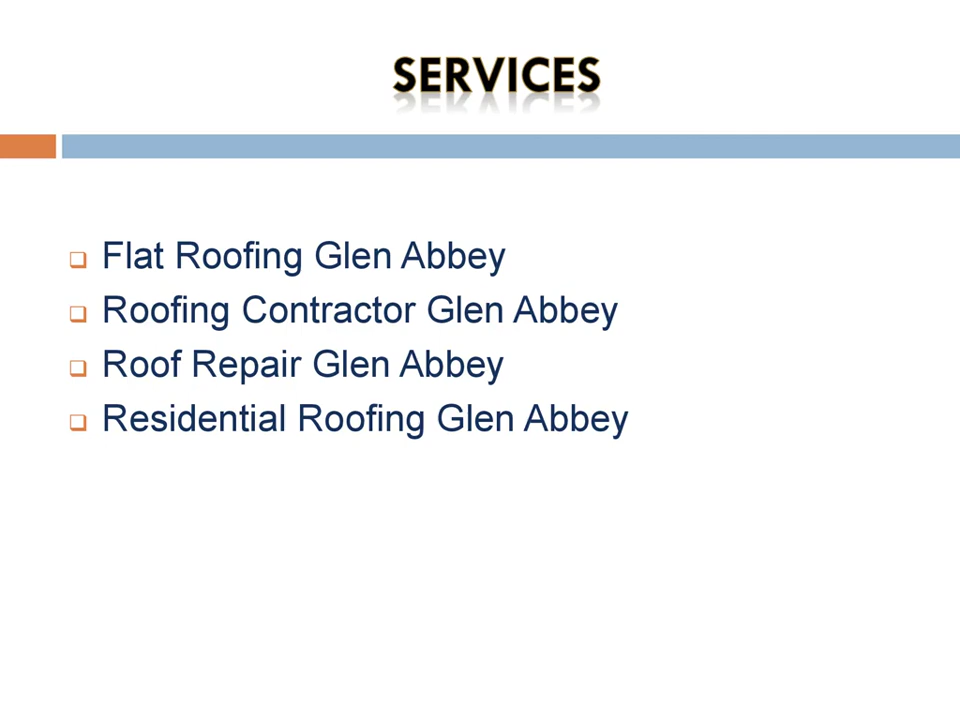 SERVICES
Flat Roofing Glen Abbey
Roofing Contractor Glen Abbey
Roof Repair Glen Abbey
Residential Roofing Glen Abbey